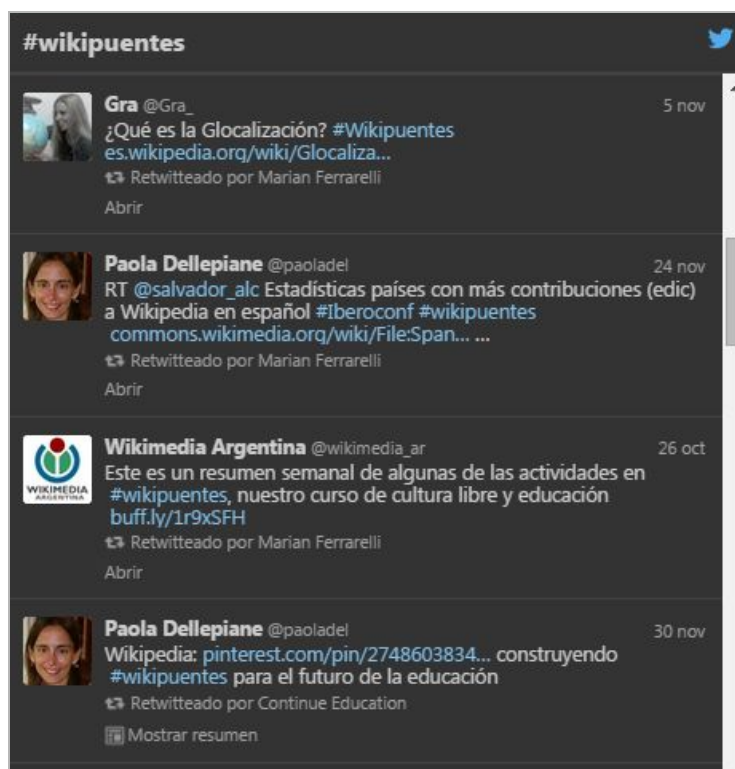 #wikipuentes
Gra @Gra_ 5 nov
¿Qué es la Glocalización? #Wikipuentes
es.wikipedia.org/wiki/Glocaliza...
Retwitteado por Marian Ferrarelli
Abrir
Paola Dellepiane @paoladel 24 nov
RT @salvador_alc Estadísticas países con más contribuciones (edic)
a Wikipedia en español #Iberoconf #wikipuentes
commons.wikimedia.org/wiki/File:Span... ...
Retwitteado por Marian Ferrarelli
Abrir
WIKIMEDIA
ARGENTINA
Wikimedia Argentina @wikimedia_ar 26 oct
Este es un resumen semanal de algunas de las actividades en
#wikipuentes, nuestro curso de cultura libre y educación
buff.ly/1r9xSFH
Retwitteado por Marian Ferrarelli
Abrir
Paola Dellepiane @paoladel 30 nov
Wikipedia: pinterest.com/pin/2748603834... construyendo
#wikipuentes para el futuro de la educación
Retwitteado por Continue Education
Mostrar resumen